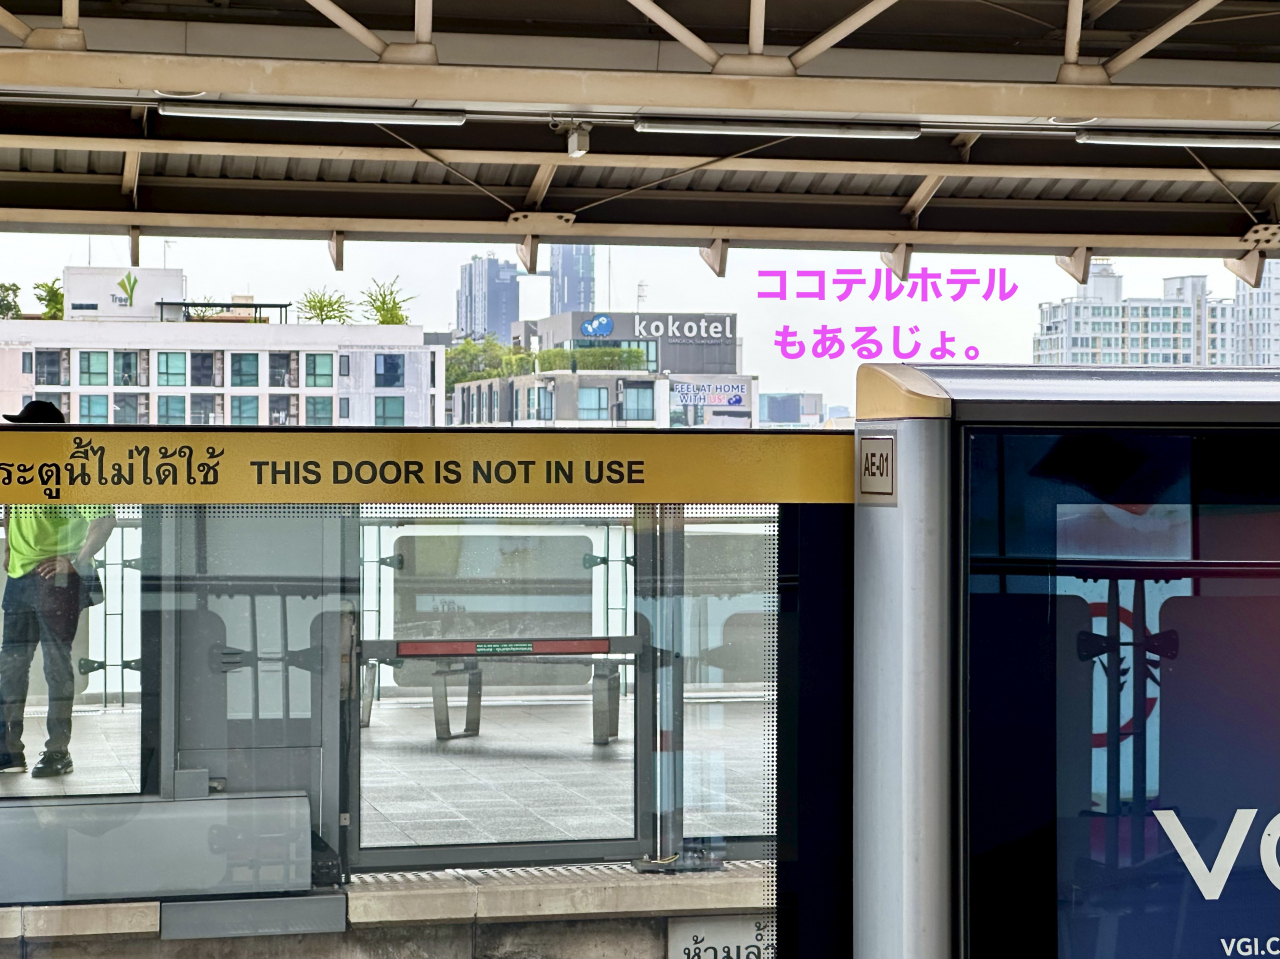 Tree
kokotel
ココテルホテル
もあるじょ。
FEEL AT HOME
WITH US!
ระตูนี้ไม่ได้ใช้ THIS DOOR IS NOT IN USE
AE-01
VGI.C